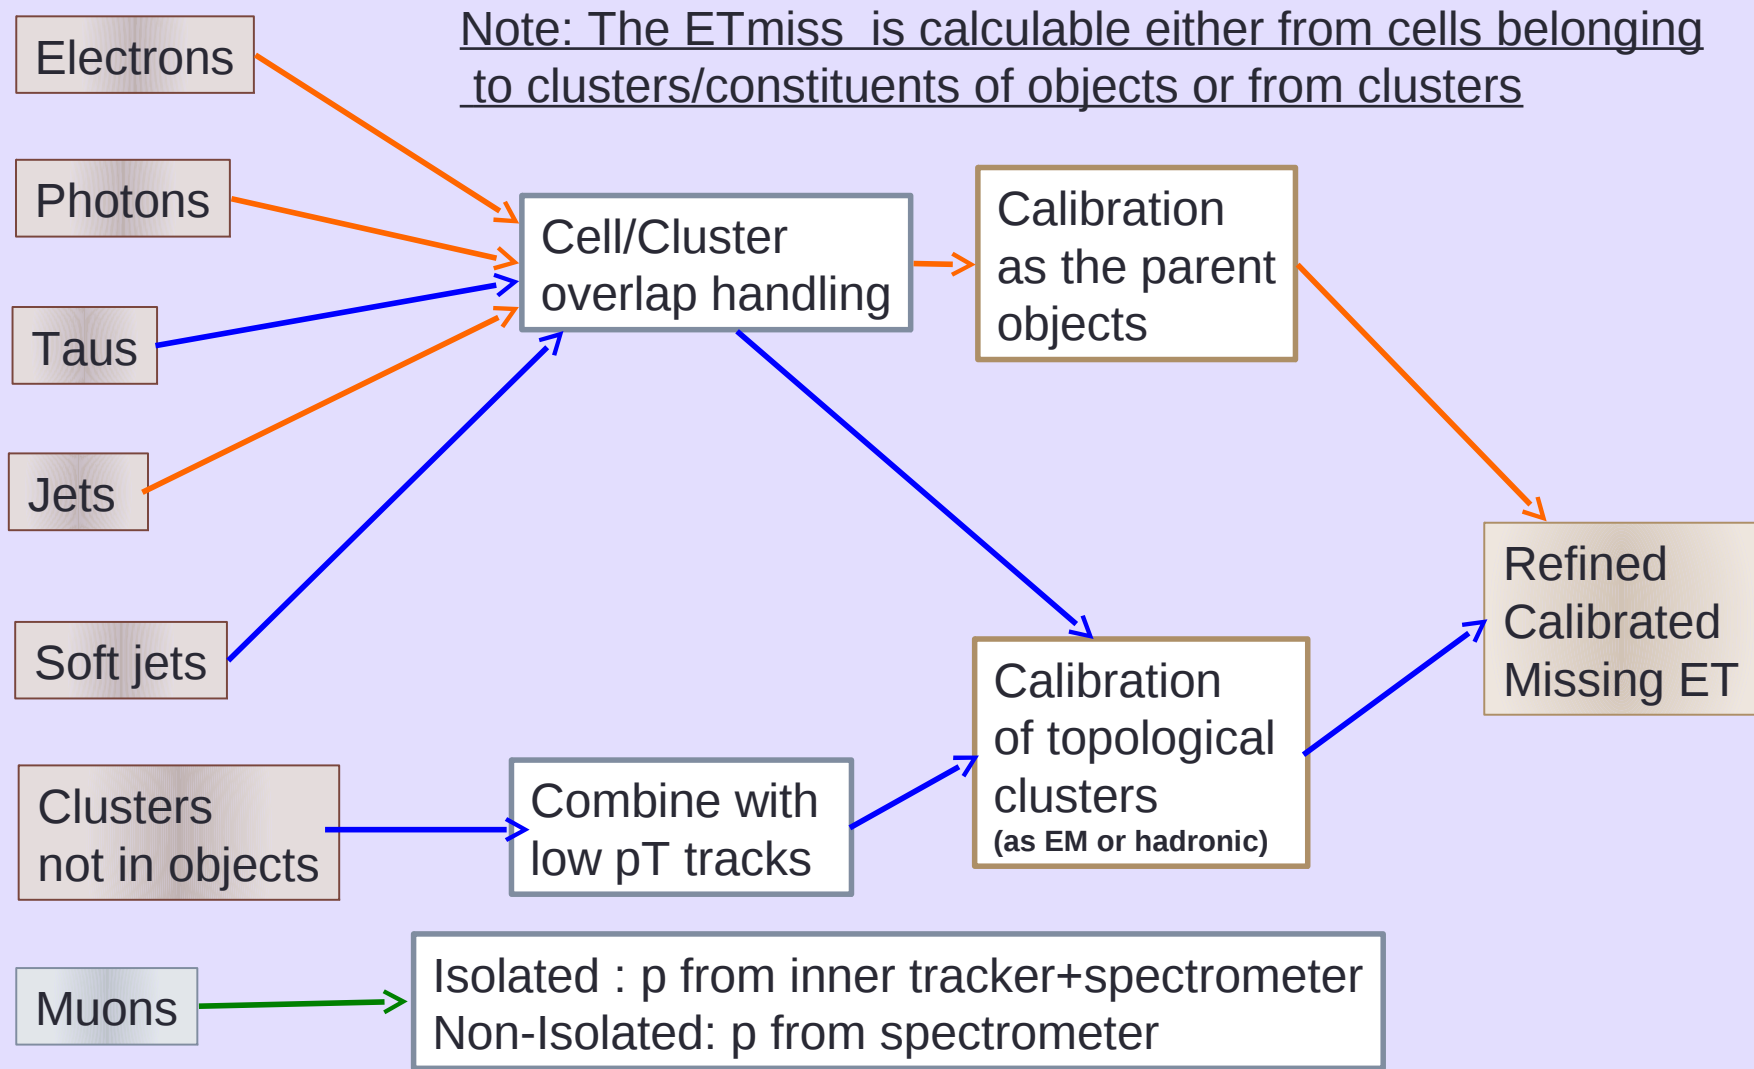 Note: The ETmiss is calculable either from cells belonging
to clusters/constituents of objects or from clusters
Electrons
Photons
Taus
Jets
Soft jets
Clusters
not in objects
Muons
Cell/Cluster
overlap handling
Calibration
as the parent
objects
Combine with
low pT tracks
Calibration
of topological
clusters
(as EM or hadronic)
Refined
Calibrated
Missing ET
Isolated : p from inner tracker+spectrometer
Non-Isolated: p from spectrometer